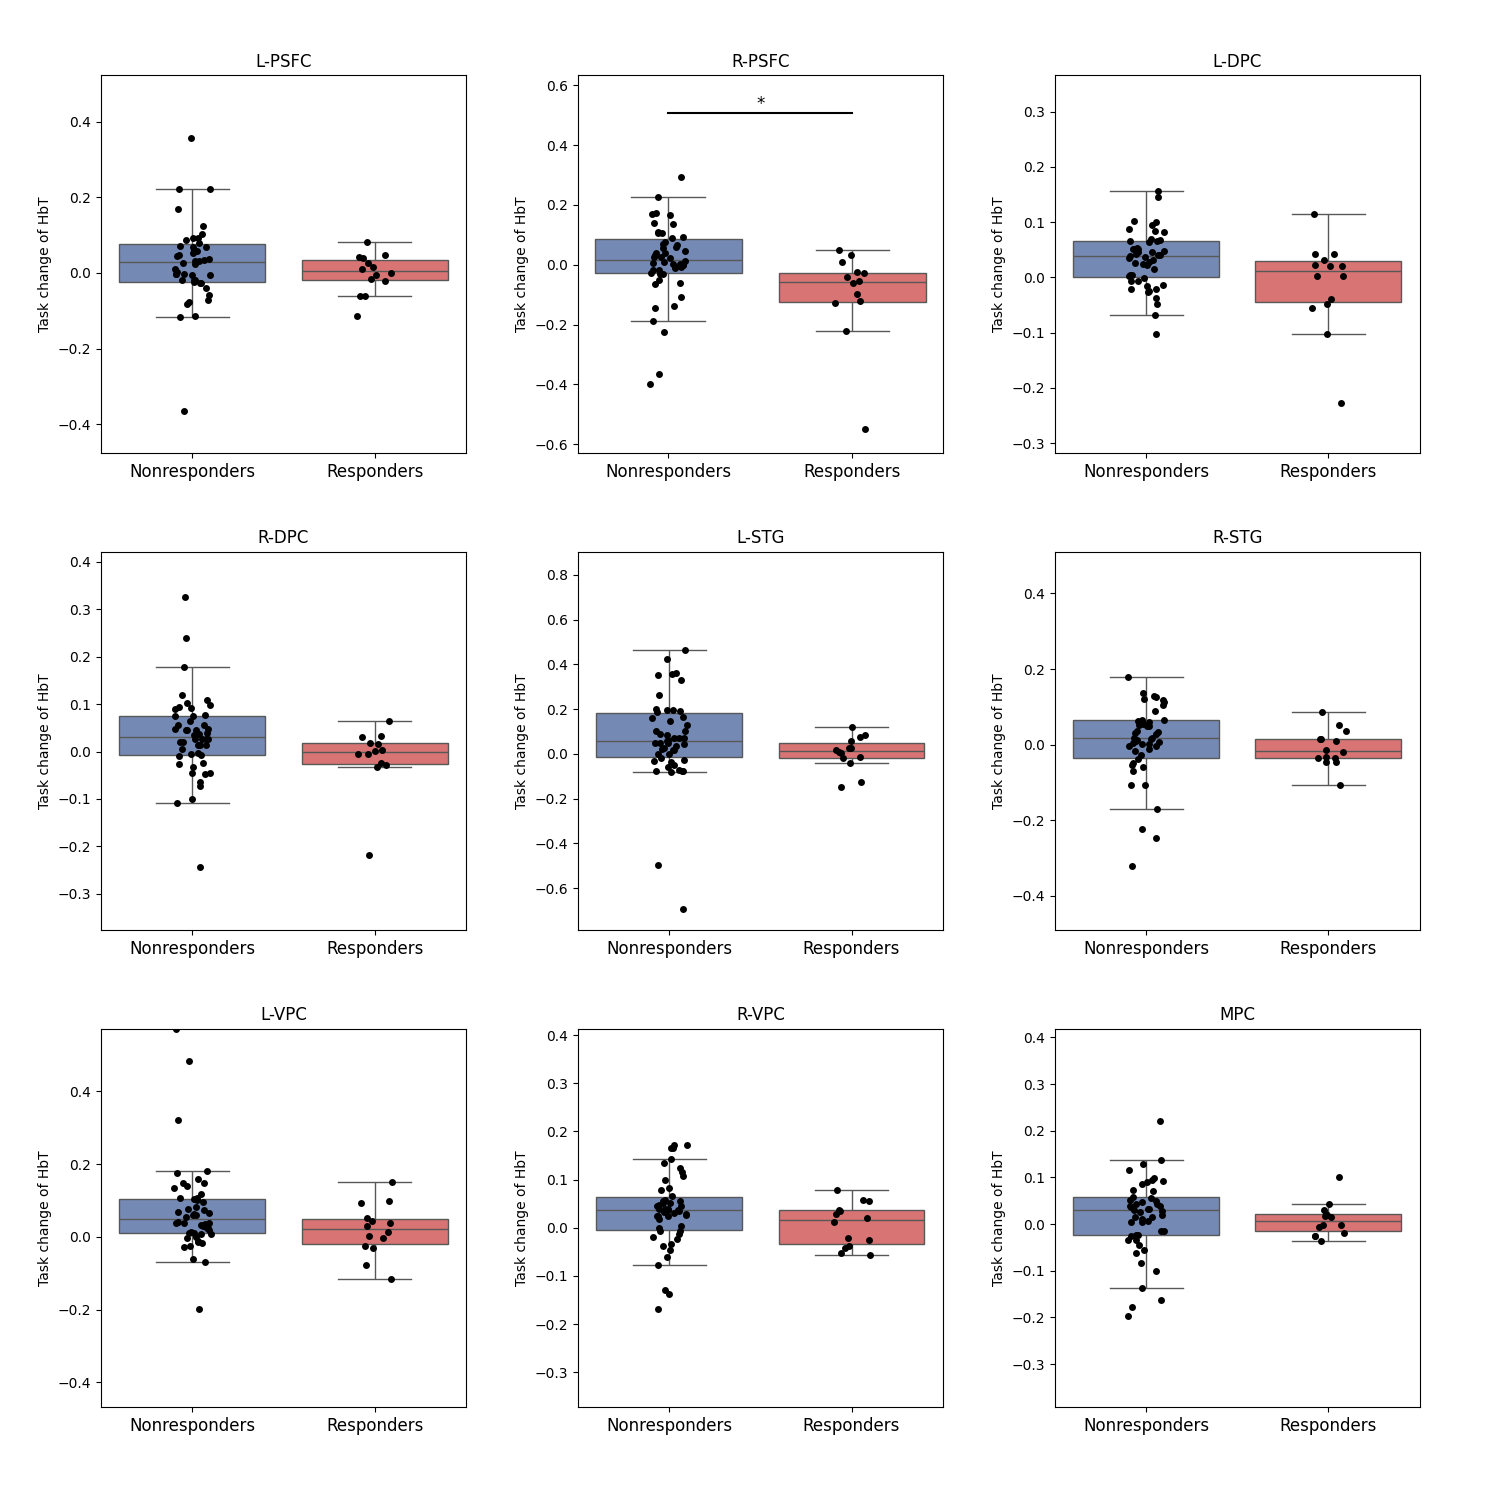 L-PSFC
0.4
0.2
0.0
−0.2
−0.4
Task change of HbT
Nonresponders
Responders
R-PSFC
*
0.6
0.4
0.2
0.0
−0.2
−0.4
−0.6
Task change of HbT
Nonresponders
Responders
L-DPC
0.3
0.2
0.1
0.0
−0.1
−0.2
−0.3
Task change of HbT
Nonresponders
Responders
R-DPC
0.4
0.3
0.2
0.1
0.0
−0.1
−0.2
−0.3
Task change of HbT
Nonresponders
Responders
L-STG
0.8
0.6
0.4
0.2
0.0
−0.2
−0.4
−0.6
Task change of HbT
Nonresponders
Responders
R-STG
0.4
0.2
0.0
−0.2
−0.4
Task change of HbT
Nonresponders
Responders
L-VPC
0.4
0.2
0.0
−0.2
−0.4
Task change of HbT
Nonresponders
Responders
R-VPC
0.4
0.3
0.2
0.1
0.0
−0.1
−0.2
−0.3
Task change of HbT
Nonresponders
Responders
MPC
0.4
0.3
0.2
0.1
0.0
−0.1
−0.2
−0.3
Task change of HbT
Nonresponders
Responders